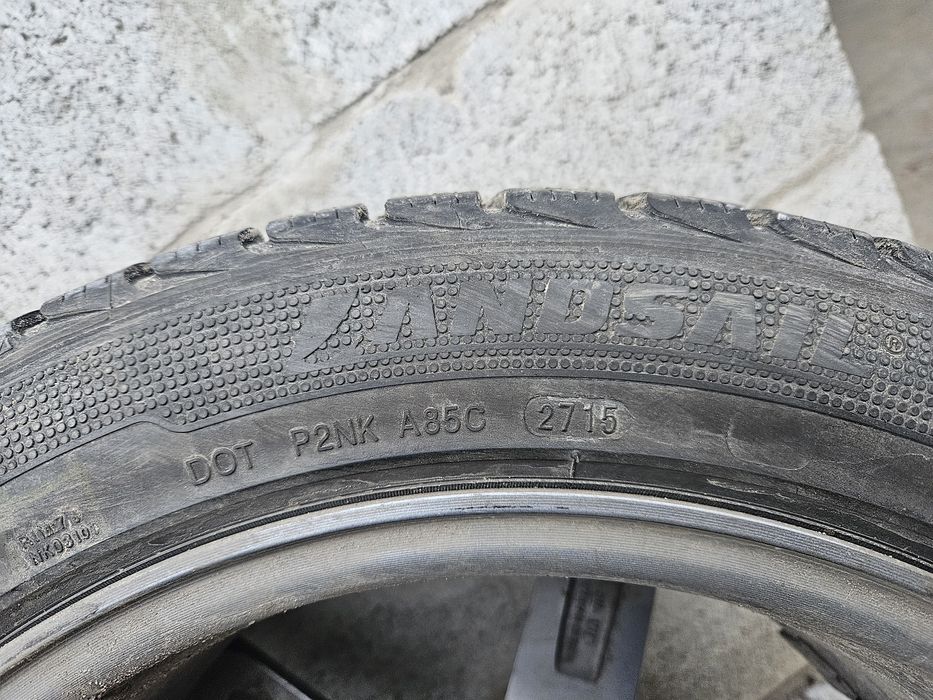 LANDSAIL ®
DOT P2NK A85C 2715